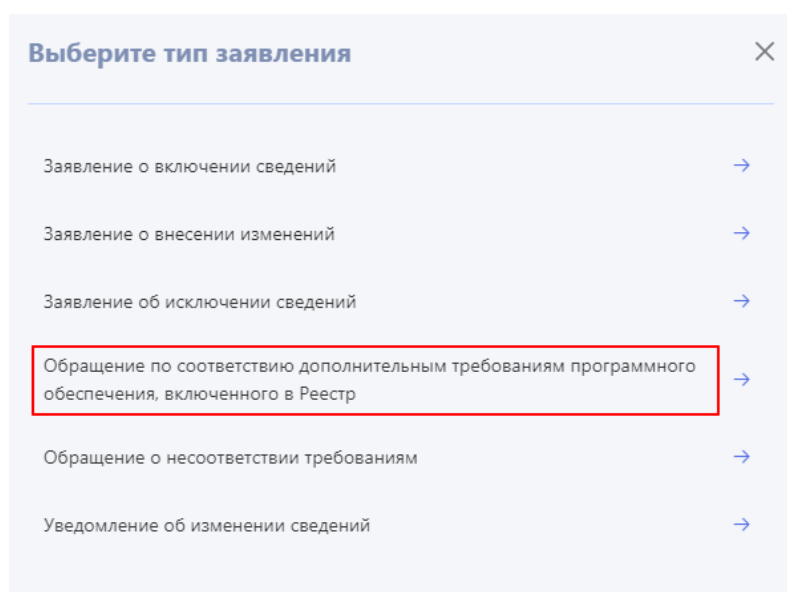 Выберите тип заявления
Заявление о включении сведений
Заявление о внесении изменений
Заявление об исключении сведений
Обращение по соответствию дополнительным требованиям программного
обеспечения, включенного в Реестр
Обращение о несоответствии требованиям
Уведомление об изменении сведений